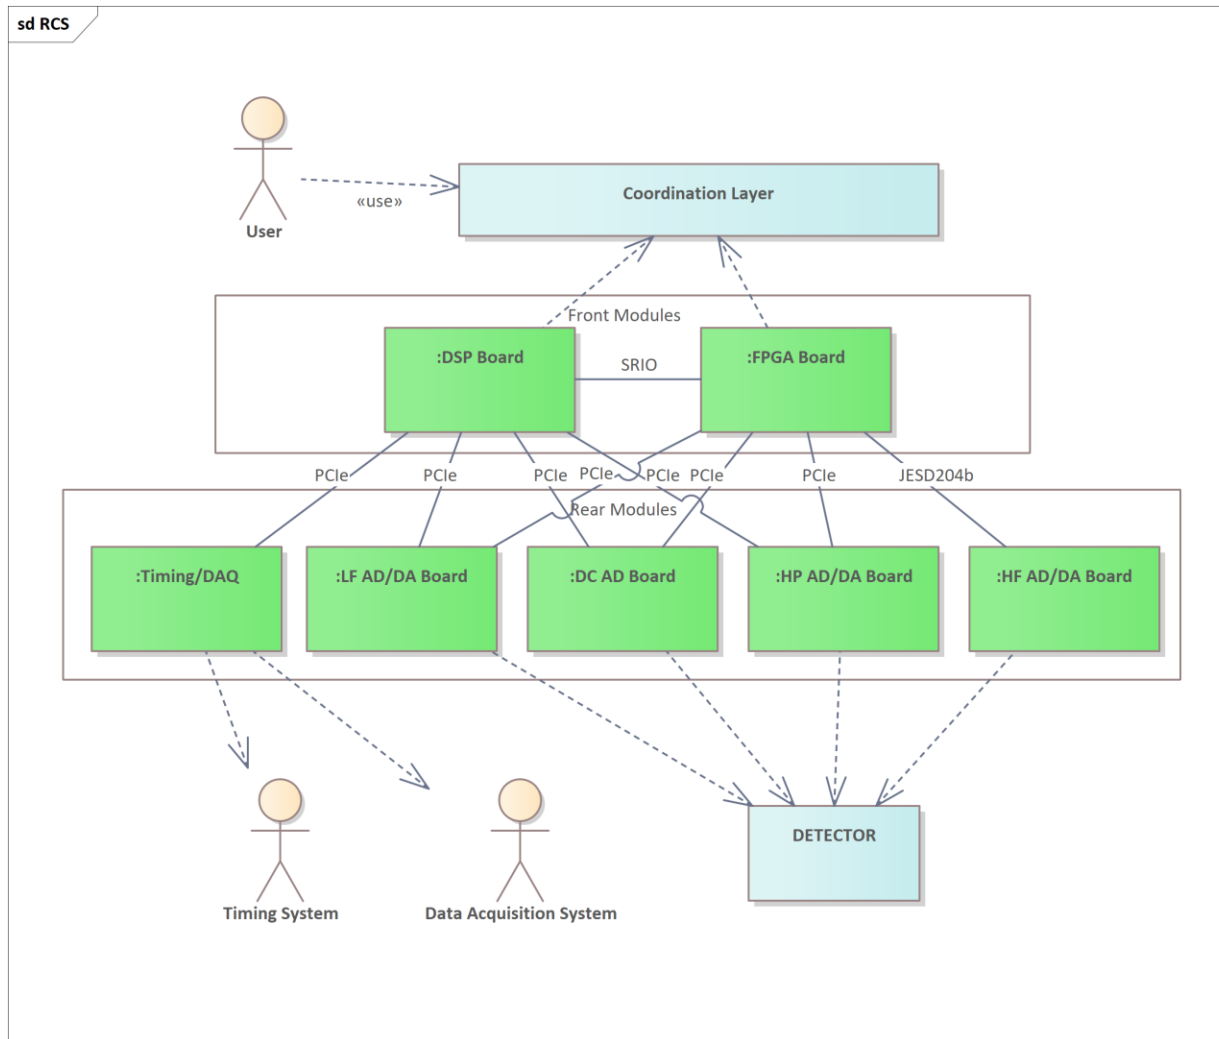 sd RCS
User
«use»
Coordination Layer
Front Modules
:DSP Board
SRIO
:FPGA Board
PCIe
PCIe
PCIe
PCIe
PCIe
PCIe
PCIe
JESD204b
Rear Modules
:Timing/DAQ
:LF AD/DA Board
:DC AD Board
:HP AD/DA Board
:HF AD/DA Board
DETECTOR
Timing System
Data Acquisition System